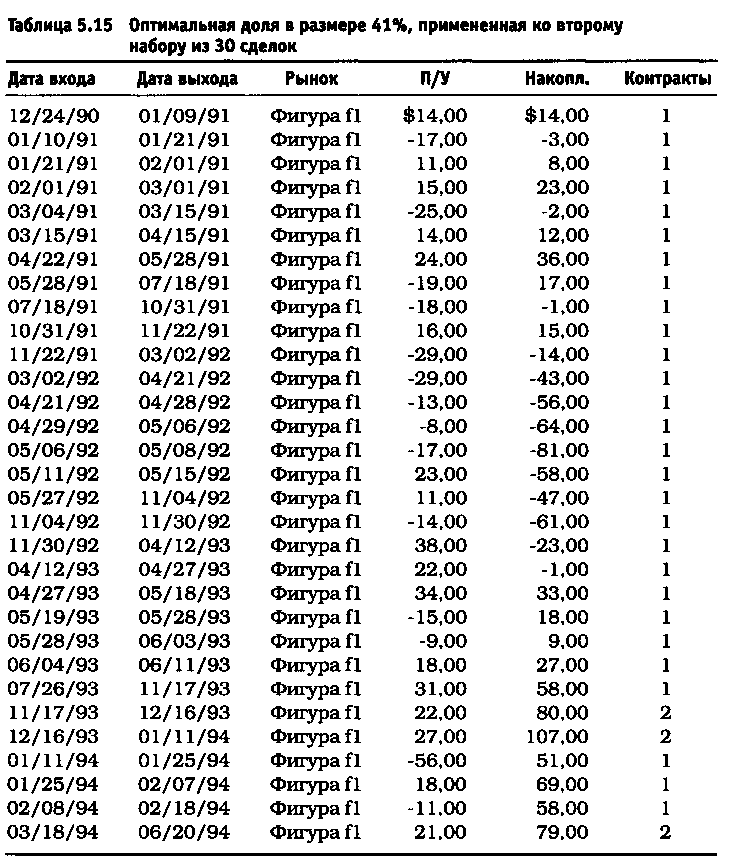 Таблица 5.15 Оптимальная доля в размере 41%, примененная ко второму
набору из 30 сделок
Дата входа Дата выхода Рынок П/У Накопл. Контракты
12/24/90 01/09/91 Фигура f1 $14,00 $14,00 1
01/10/91 01/21/91 Фигура f1 -17,00 -3,00 1
01/21/91 02/01/91 Фигура f1 11,00 8,00 1
02/01/91 03/01/91 Фигура f1 15,00 23,00 1
03/04/91 03/15/91 Фигура f1 -25,00 -2,00 1
03/15/91 04/15/91 Фигура f1 14,00 12,00 1
04/22/91 05/28/91 Фигура f1 24,00 36,00 1
05/28/91 07/18/91 Фигура f1 -19,00 17,00 1
07/18/91 10/31/91 Фигура f1 -18,00 -1,00 1
10/31/91 11/22/91 Фигура f1 16,00 15,00 1
11/22/91 03/02/92 Фигура f1 -29,00 -14,00 1
03/02/92 04/21/92 Фигура f1 -29,00 -43,00 1
04/21/92 04/28/92 Фигура f1 -13,00 -56,00 1
04/29/92 05/06/92 Фигура f1 -8,00 -64,00 1
05/06/92 05/08/92 Фигура f1 -17,00 -81,00 1
05/11/92 05/15/92 Фигура f1 23,00 -58,00 1
05/27/92 11/04/92 Фигура f1 11,00 -47,00 1
11/04/92 11/30/92 Фигура f1 -14,00 -61,00 1
11/30/92 04/12/93 Фигура f1 38,00 -23,00 1
04/12/93 04/27/93 Фигура f1 22,00 -1,00 1
04/27/93 05/18/93 Фигура f1 34,00 33,00 1
05/19/93 05/28/93 Фигура f1 -15,00 18,00 1
05/28/93 06/03/93 Фигура f1 -9,00 9,00 1
06/04/93 06/11/93 Фигура f1 18,00 27,00 1
07/26/93 11/17/93 Фигура f1 31,00 58,00 1
11/17/93 12/16/93 Фигура f1 22,00 80,00 2
12/16/93 01/11/94 Фигура f1 27,00 107,00 2
01/11/94 01/25/94 Фигура f1 -56,00 51,00 1
01/25/94 02/07/94 Фигура f1 18,00 69,00 1
02/08/94 02/18/94 Фигура f1 -11,00 58,00 1
03/18/94 06/20/94 Фигура f1 21,00 79,00 2